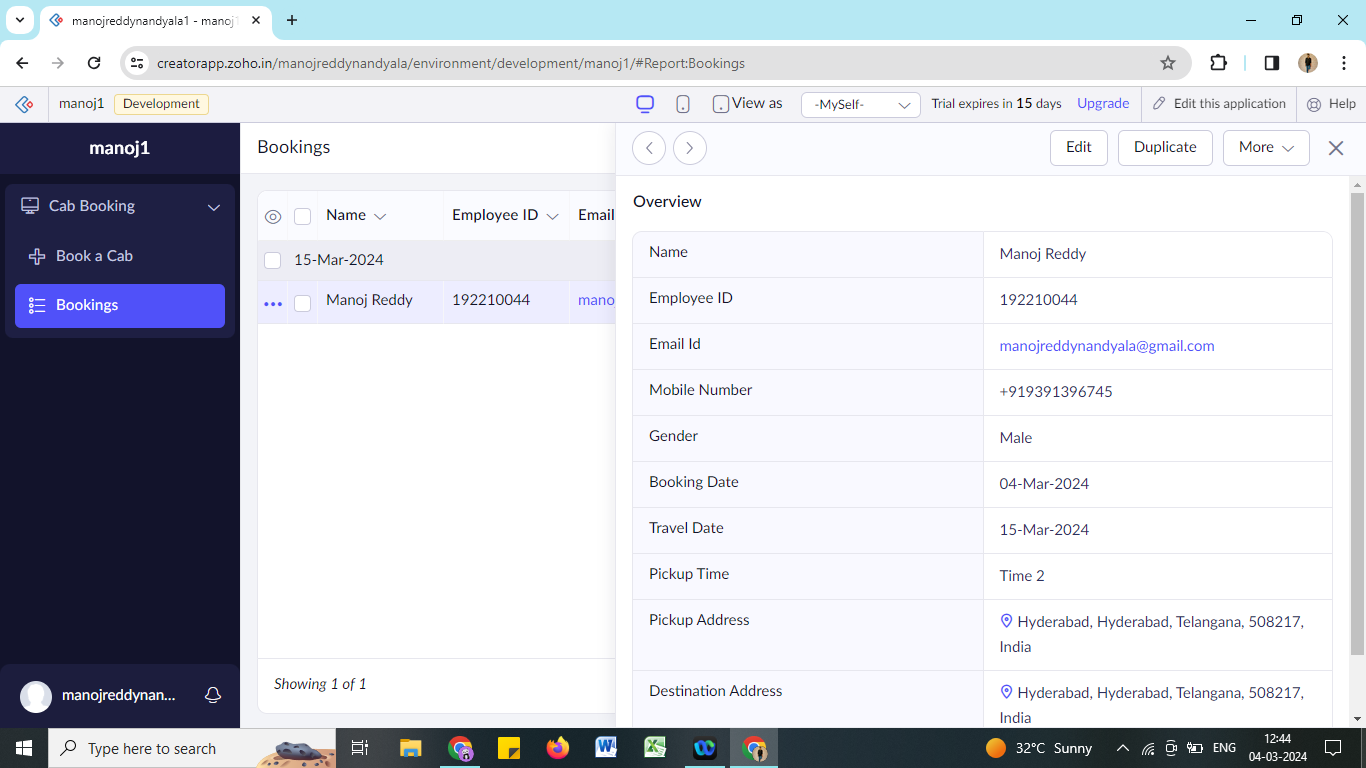 manojreddynandyala1 - manoj1
creatorapp.zoho.in/manojreddynandyala/environment/development/manoj1/#Report:Bookings
manoj1 Development View as -MySelf- Trial expires in 15 days Upgrade Edit this application Help
manoj1
Cab Booking
Book a Cab
Bookings
manojreddynan...
Bookings
Name Employee ID Email
15-Mar-2024
Manoj Reddy 192210044 mano
Showing 1 of 1
Edit Duplicate More
Overview
Name Manoj Reddy
Employee ID 192210044
Email Id manojreddynandyala@gmail.com
Mobile Number +919391396745
Gender Male
Booking Date 04-Mar-2024
Travel Date 15-Mar-2024
Pickup Time Time 2
Pickup Address Hyderabad, Hyderabad, Telangana, 508217,
India
Destination Address Hyderabad, Hyderabad, Telangana, 508217,
India
Type here to search 32°C Sunny ENG 12:44
04-03-2024